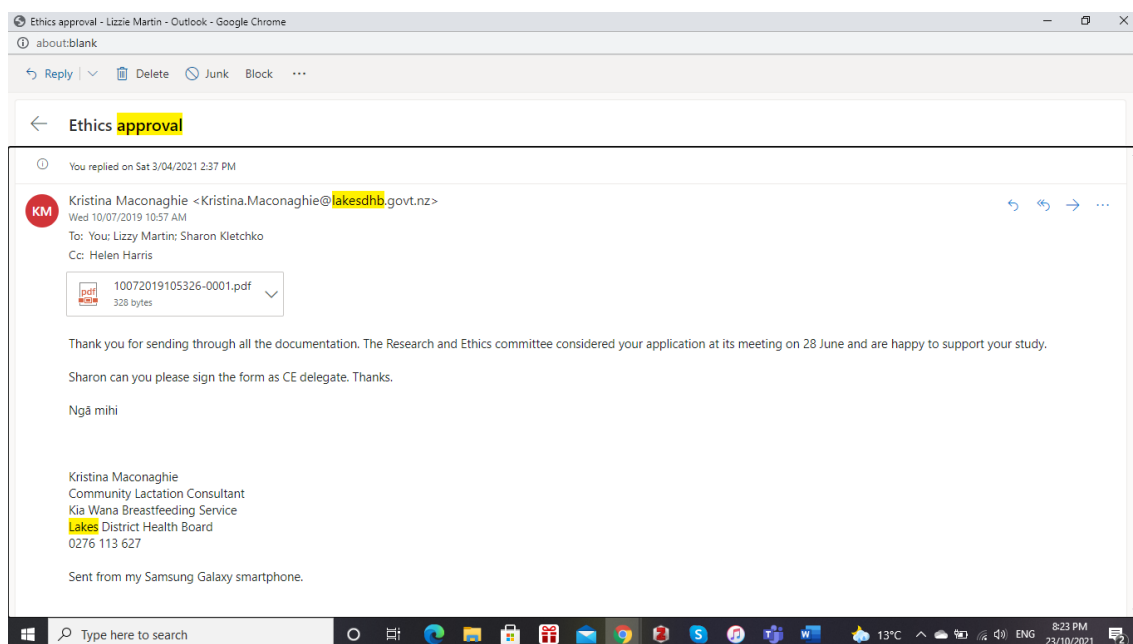 Ethics approval - Lizzie Martin - Outlook - Google Chrome
about:blank
Reply Delete Junk Block ...
Ethics approval
You replied on Sat 3/04/2021 2:37 PM
KM
Kristina Maconaghie <Kristina.Maconaghie@lakesdhb.govt.nz>
Wed 10/07/2019 10:57 AM
To: You; Lizzy Martin; Sharon Kletchko
Cc: Helen Harris
pdf
10072019105326-0001.pdf
328 bytes
Thank you for sending through all the documentation. The Research and Ethics committee considered your application at its meeting on 28 June and are happy to support your study.
Sharon can you please sign the form as CE delegate. Thanks.
Ngā mihi
Kristina Maconaghie
Community Lactation Consultant
Kia Wana Breastfeeding Service
Lakes District Health Board
0276 113 627
Sent from my Samsung Galaxy smartphone.
Type here to search
13°C
ENG
8:23 PM
23/10/2021
2